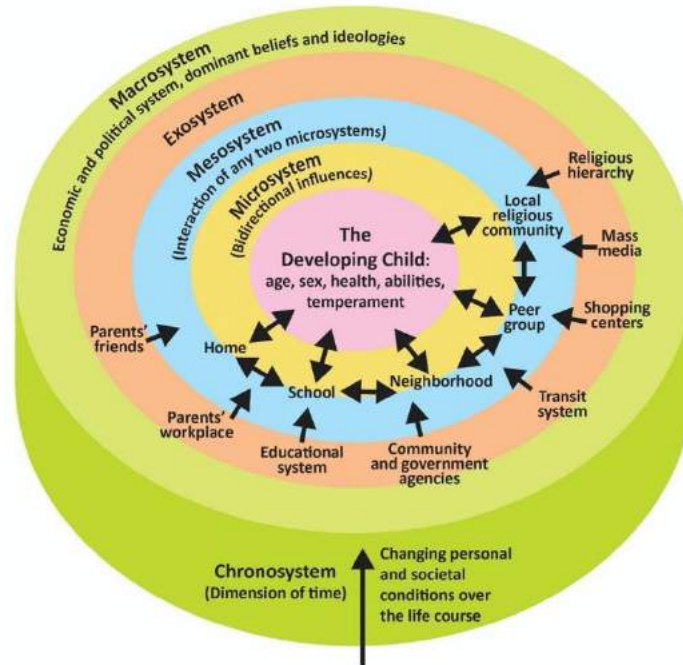 Macrosystem
Economic and political system, dominant beliefs and ideologies
Exosystem
Mesosystem
(Interaction of any two microsystems)
Microsystem
(Bidirectional influences)
The
Developing Child:
age, sex, health, abilities,
temperament
Religious
hierarchy
Local
religious
community
Mass
media
Peer
group
Shopping
centers
Parents'
friends
Home
School
Neighborhood
Transit
system
Parents'
workplace
Educational
system
Community
and government
agencies
Chronosystem
(Dimension of time)
Changing personal
and societal
conditions over
the life course